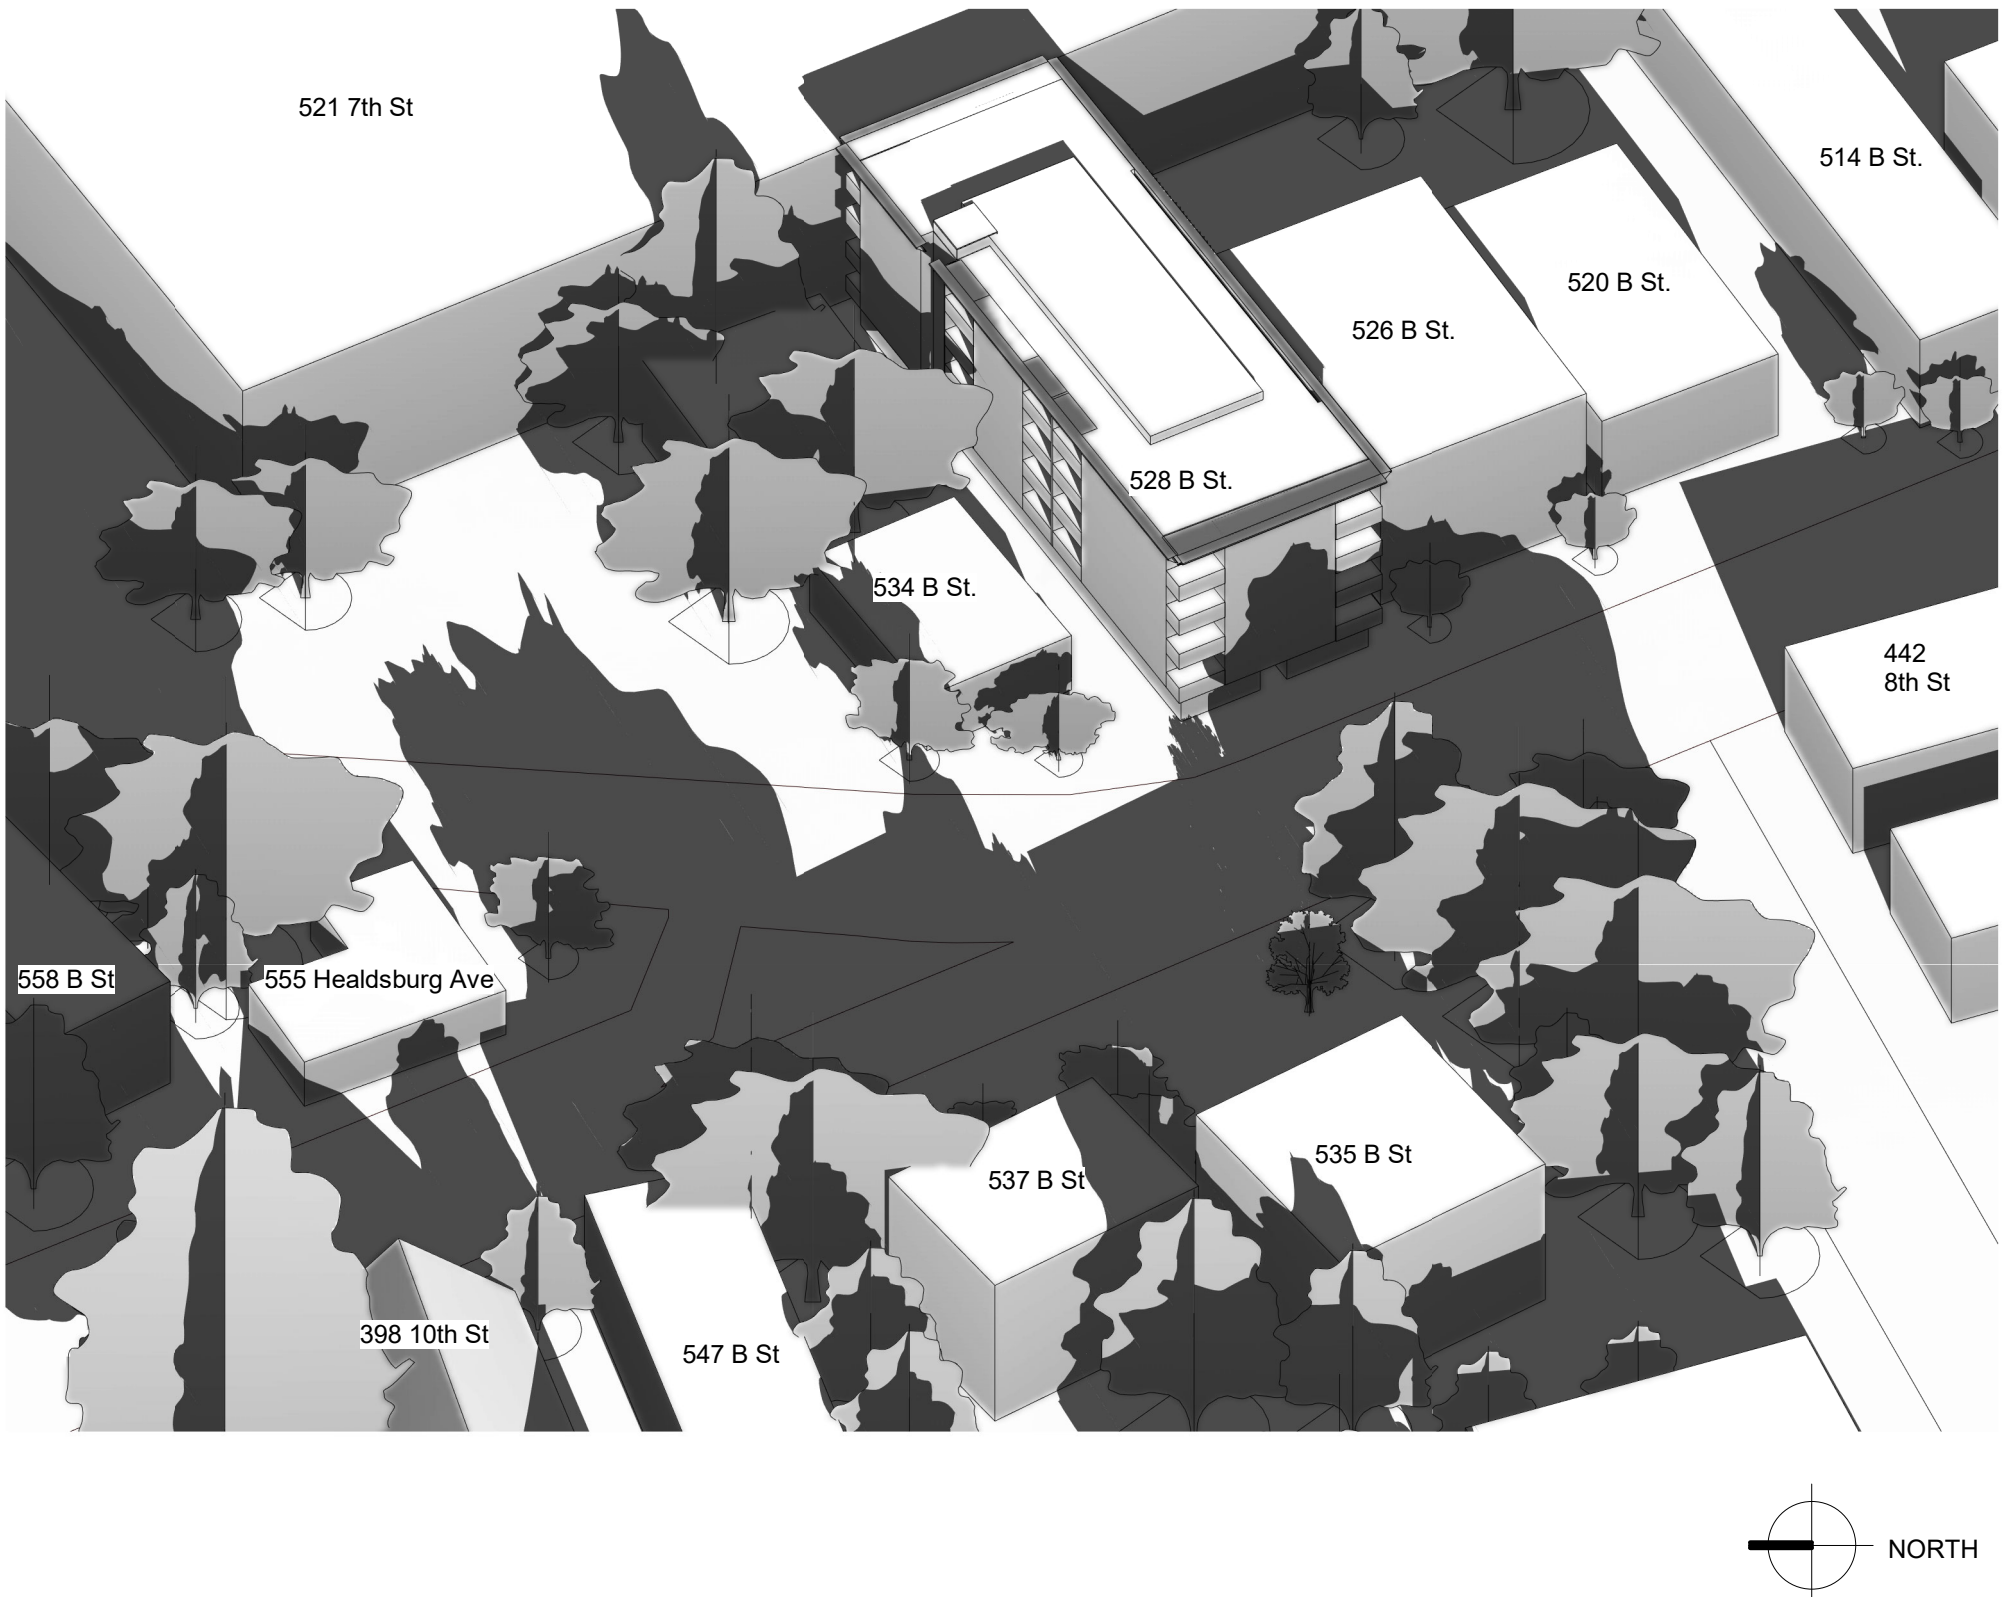 521 7th St
514 B St.
520 B St.
526 B St.
528 B St.
534 B St.
442
8th St
558 B St
555 Healdsburg Ave
535 B St
537 B St
398 10th St
547 B St
NORTH